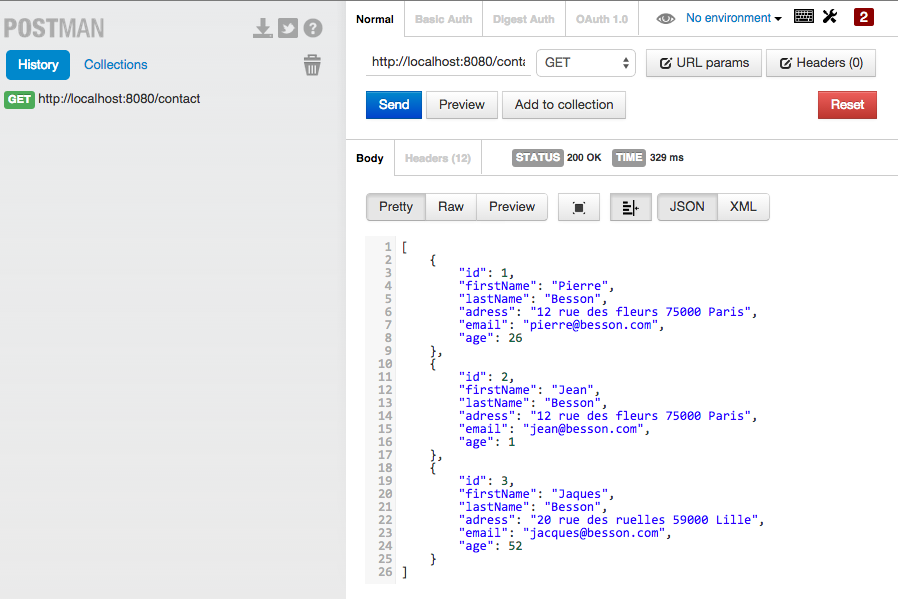 POSTMAN
History Collections
GET http://localhost:8080/contact
Normal Basic Auth Digest Auth OAuth 1.0 No environment 2
http://localhost:8080/conta GET URL params Headers (0)
Send Preview Add to collection Reset
Body Headers (12) STATUS 200 OK TIME 329 ms
Pretty Raw Preview JSON XML
1 [
2 {
3 "id": 1,
4 "firstName": "Pierre",
5 "lastName": "Besson",
6 "adress": "12 rue des fleurs 75000 Paris",
7 "email": "pierre@besson.com",
8 "age": 26
9 },
10 {
11 "id": 2,
12 "firstName": "Jean",
13 "lastName": "Besson",
14 "adress": "12 rue des fleurs 75000 Paris",
15 "email": "jean@besson.com",
16 "age": 1
17 },
18 {
19 "id": 3,
20 "firstName": "Jaques",
21 "lastName": "Besson",
22 "adress": "20 rue des ruelles 59000 Lille",
23 "email": "jacques@besson.com",
24 "age": 52
25 }
26 ]